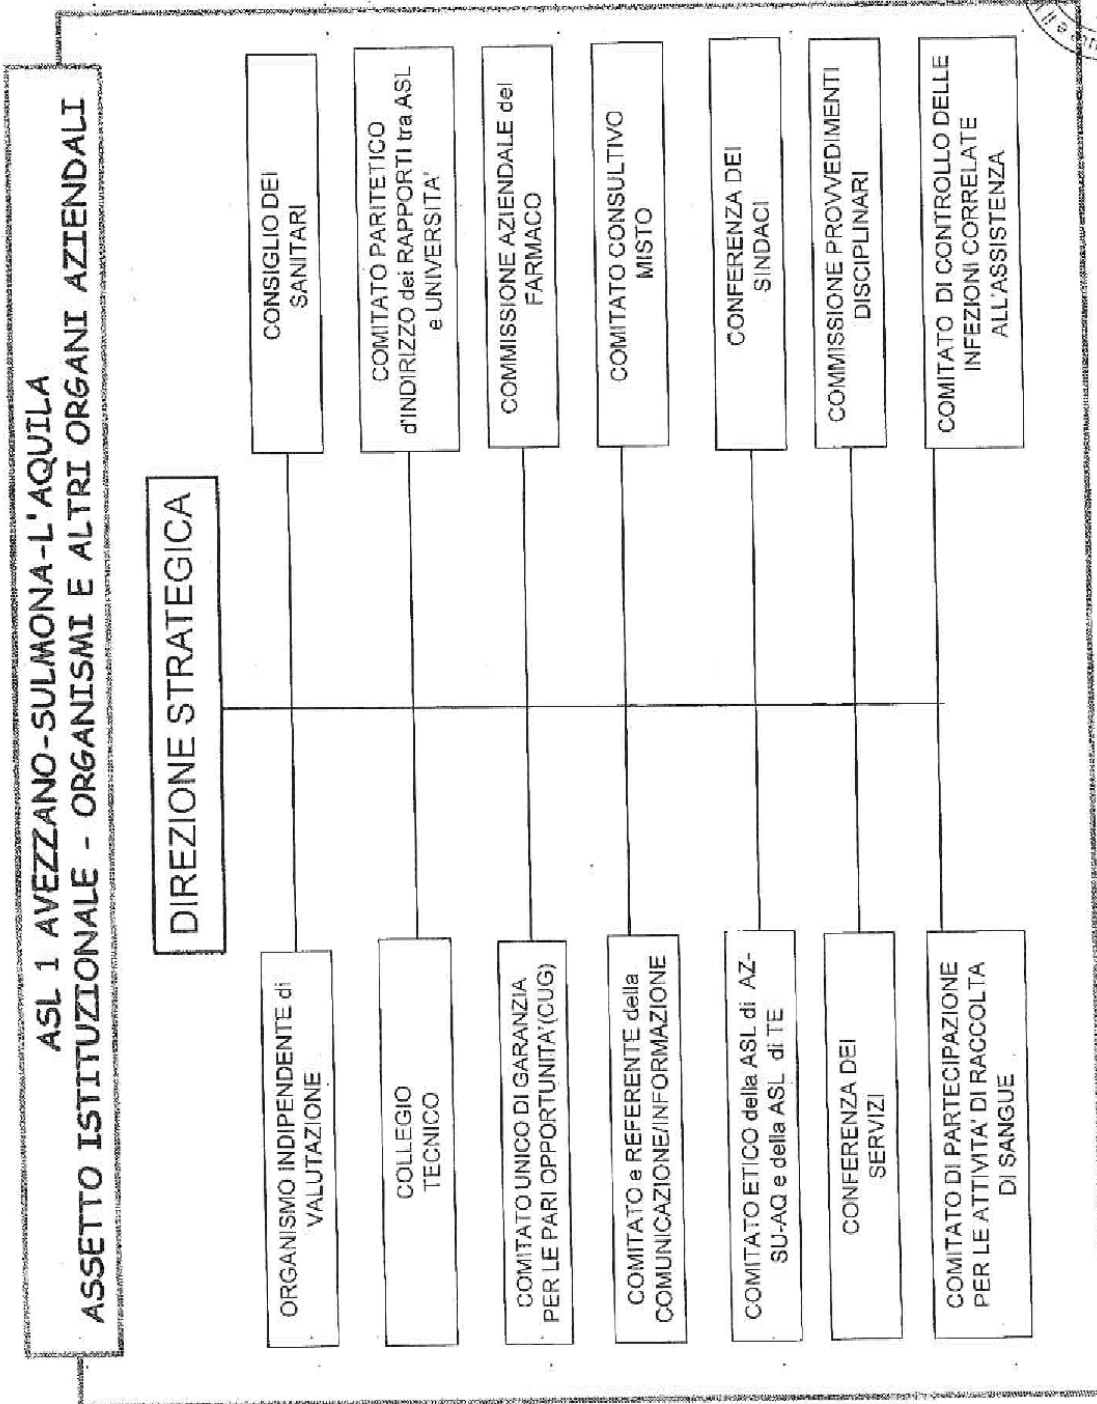 ASL 1 AVEZZANO-SULMONA-L'AQUILA
ASSETTO ISTITUZIONALE - ORGANISMI E ALTRI ORGANI AZIENDALI
DIREZIONE STRATEGICA
ORGANISMO INDIPENDENTE di
VALUTAZIONE
CONSIGLIO DEI
SANITARI
COLLEGIO
TECNICO
COMITATO PARITETICO
d'INDIRIZZO dei RAPPORTI tra ASL
e UNIVERSITA'
COMITATO UNICO DI GARANZIA
PER LE PARI OPPORTUNITA'(CUG)
COMMISSIONE AZIENDALE del
FARMACO
COMITATO e REFERENTE della
COMUNICAZIONE/INFORMAZIONE
COMITATO CONSULTIVO
MISTO
COMITATO ETICO della ASL di AZ-
SU-AQ e della ASL di TE
CONFERENZA DEI
SINDACI
CONFERENZA DEI
SERVIZI
COMMISSIONE PROVVEDIMENTI
DISCIPLINARI
COMITATO DI PARTECIPAZIONE
PER LE ATTIVITA' DI RACCOLTA
DI SANGUE
COMITATO DI CONTROLLO DELLE
INFEZIONI CORRELATE
ALL'ASSISTENZA